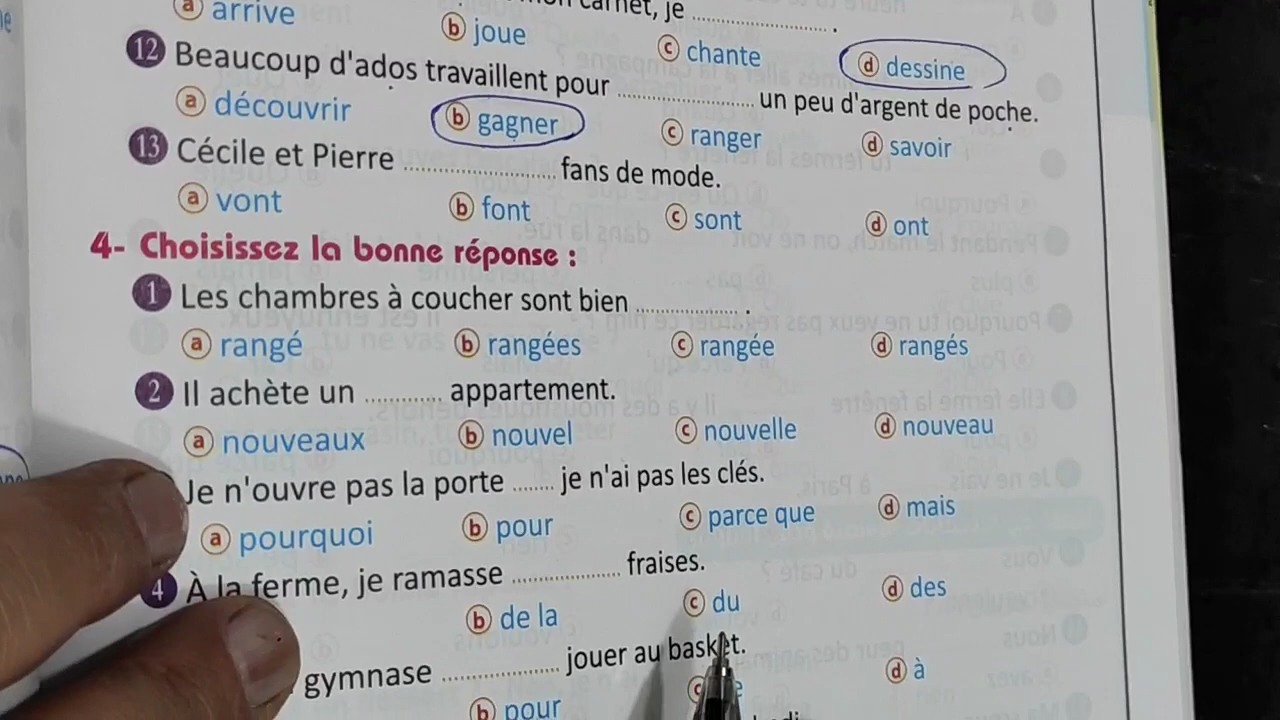 carnet, je .................... .
a arrive b joue c chante d dessine
12 Beaucoup d'ados travaillent pour .................... un peu d'argent de poche.
a découvrir b gagner c ranger d savoir
13 Cécile et Pierre .................... fans de mode.
a vont b font c sont d ont
4- Choisissez la bonne réponse :
1 Les chambres à coucher sont bien ............... .
a rangé b rangées c rangée d rangés
2 Il achète un ............ appartement.
a nouveaux b nouvel c nouvelle d nouveau
Je n'ouvre pas la porte ........ je n'ai pas les clés.
a pourquoi b pour c parce que d mais
4 À la ferme, je ramasse .................. fraises.
b de la c du d des
gymnase .................. jouer au basket.
b pour c d à